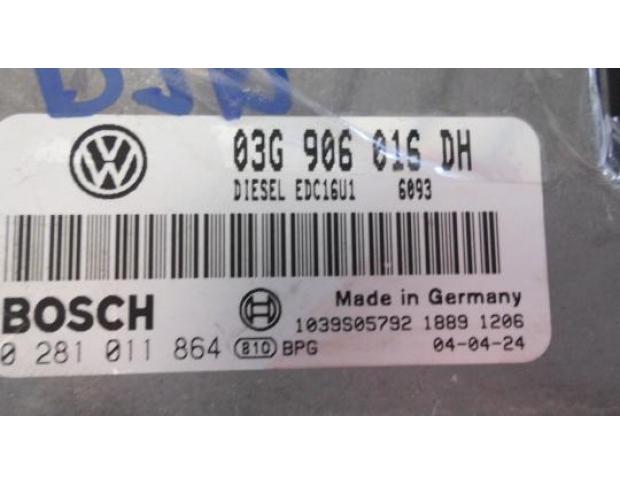 03G 906 016 DH
DIESEL EDC16U1 6093
BOSCH
Made in Germany
1039S05792 1889 1206
0 281 011 864 810 BPG 04-04-24